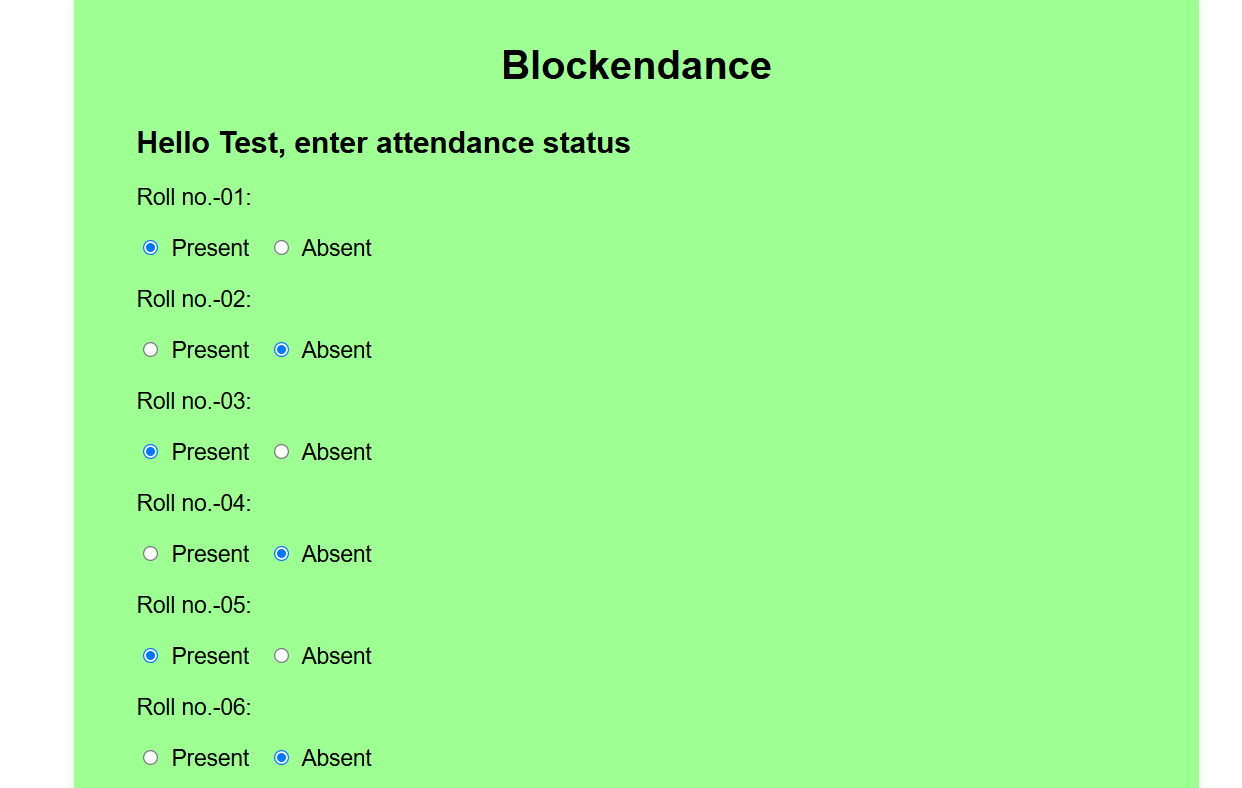 Blockendance
Hello Test, enter attendance status
Roll no.-01:
Present Absent
Roll no.-02:
Present Absent
Roll no.-03:
Present Absent
Roll no.-04:
Present Absent
Roll no.-05:
Present Absent
Roll no.-06:
Present Absent